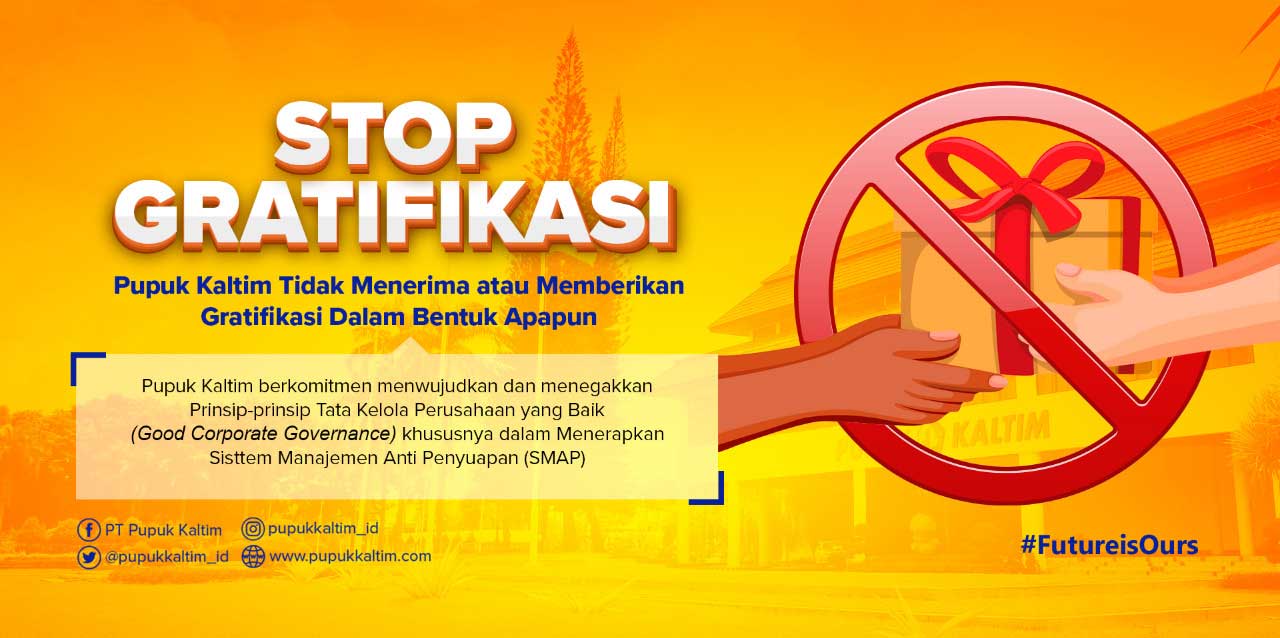 STOP
GRATIFIKASI
Pupuk Kaltim Tidak Menerima atau Memberikan
Gratifikasi Dalam Bentuk Apapun
Pupuk Kaltim berkomitmen menwujudkan dan menegakkan
Prinsip-prinsip Tata Kelola Perusahaan yang Baik
(Good Corporate Governance) khususnya dalam Menerapkan
Sisttem Manajemen Anti Penyuapan (SMAP)
PT Pupuk Kaltim
pupukkaltim_id
@pupukkaltim_id
www.pupukkaltim.com
KALTIM
#FutureisOurs